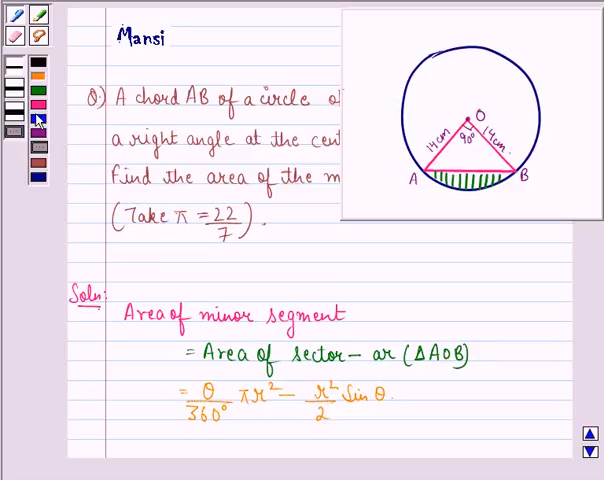 Mansi
Q) A chord AB of a circle of
a right angle at the cent
Find the area of the m
(Take π = 22/7).
O
14cm 90° 14cm.
A B
Soln:
Area of minor segment
= Area of sector – ar (ΔAOB)
= θ/360° πr² – r²/2 Sin θ.